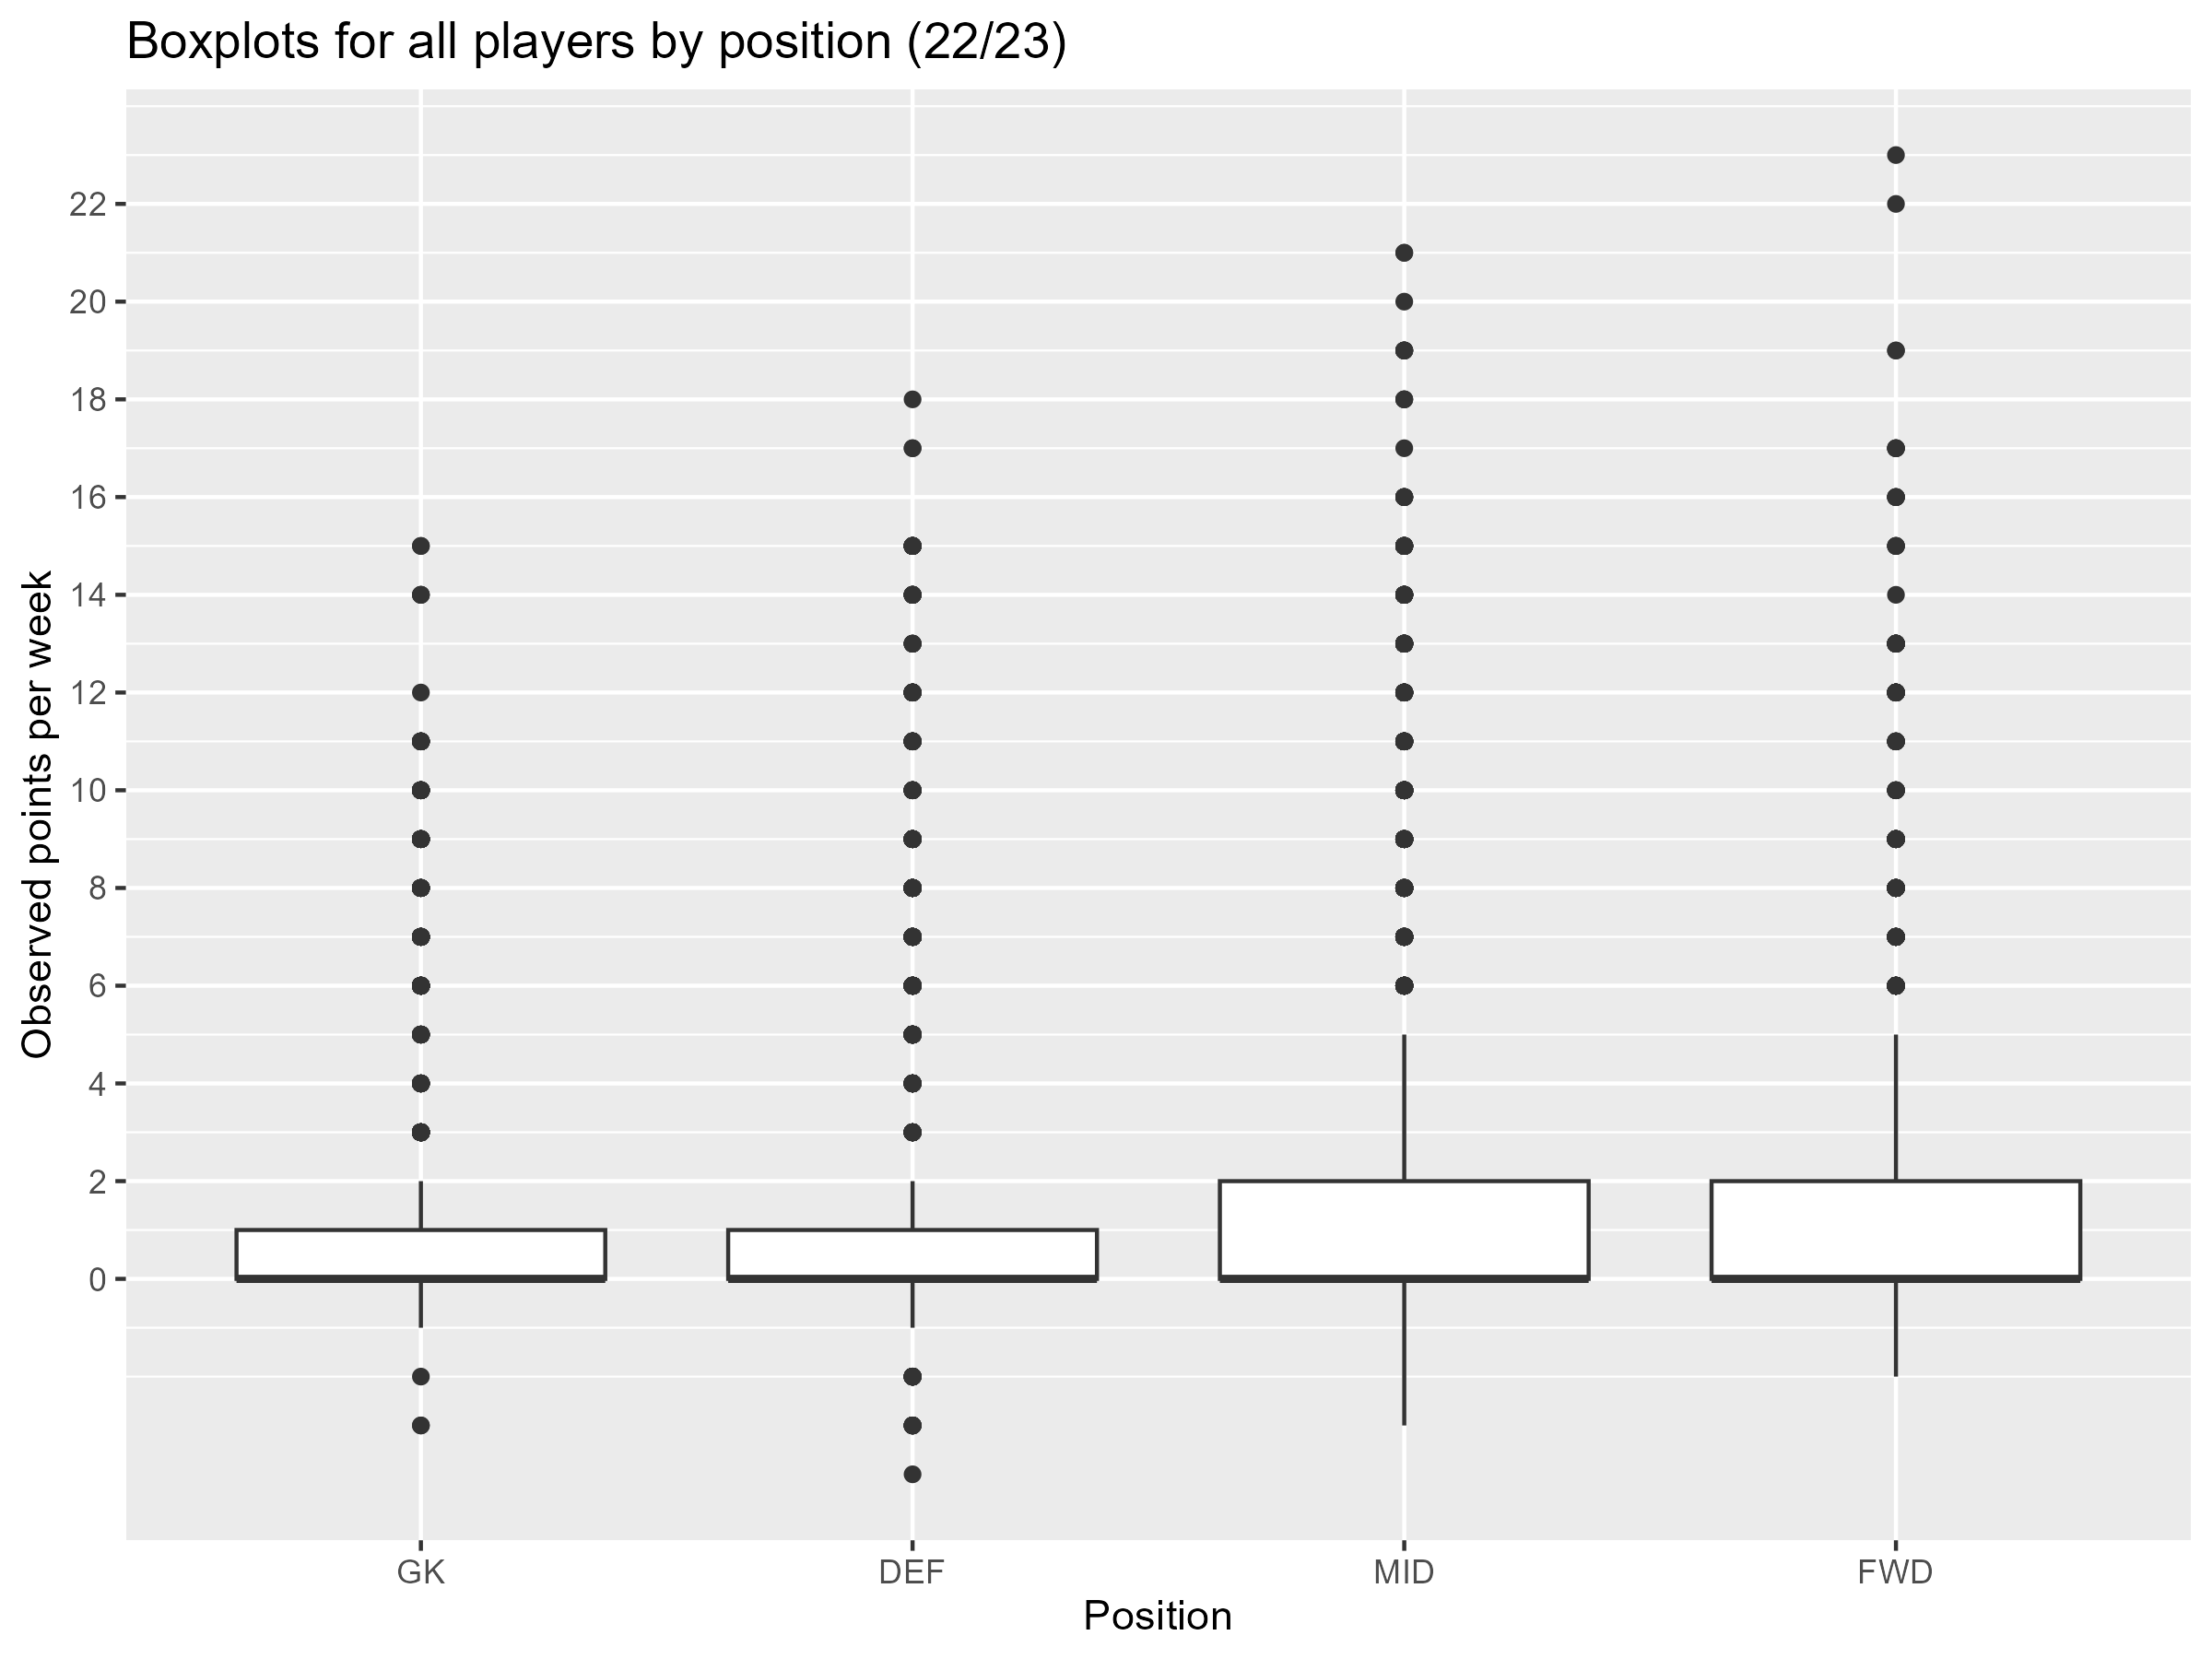 Boxplots for all players by position (22/23)
Observed points per week
22
20
18
16
14
12
10
8
6
4
2
0
GK
DEF
MID
FWD
Position